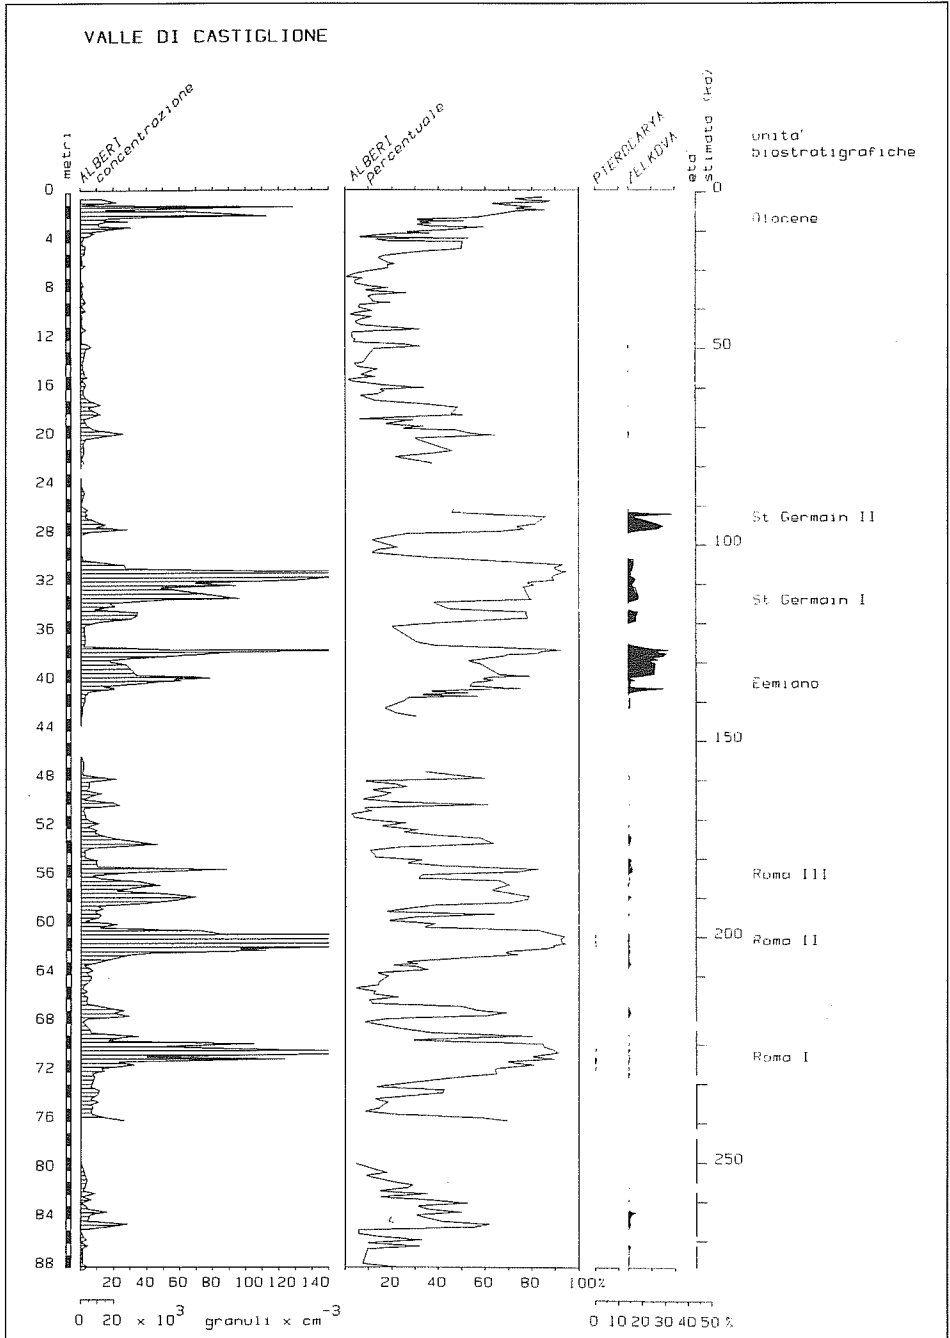 VALLE DI CASTIGLIONE
metri
ALBERI
concentrazione
ALBERI
percentuale
PTEROCARYA
ZELKOVA
eta'
stimata (ka)
unita'
biostratigrafiche
0
4
8
12
16
20
24
28
32
36
40
44
48
52
56
60
64
68
72
76
80
84
88
0
50
100
150
200
250
Olocene
St Germain II
St Germain I
Eemiano
Roma III
Roma II
Roma I
20 40 60 80 100 120 140
20 40 60 80 100%
0 20 × 10³ granuli × cm⁻³
0 10 20 30 40 50 %